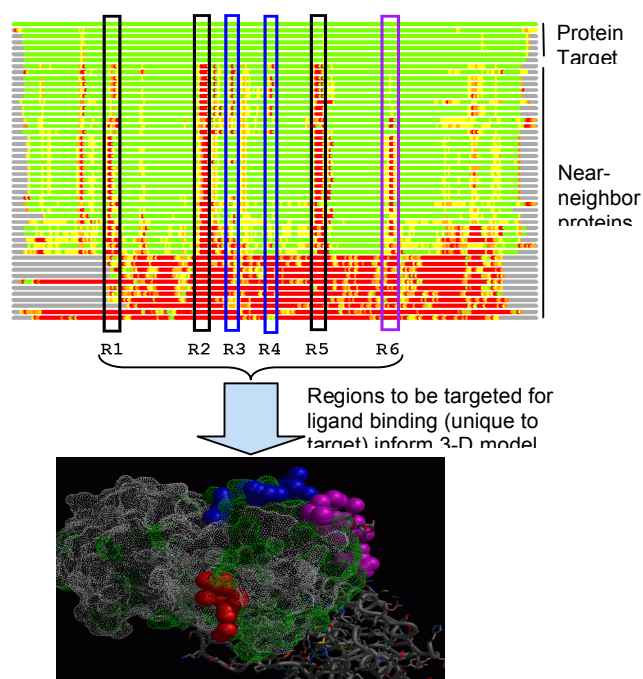 Protein
Target
Near-
neighbor
proteins
R1 R2 R3 R4 R5 R6
Regions to be targeted for
ligand binding (unique to
target) inform 3-D model